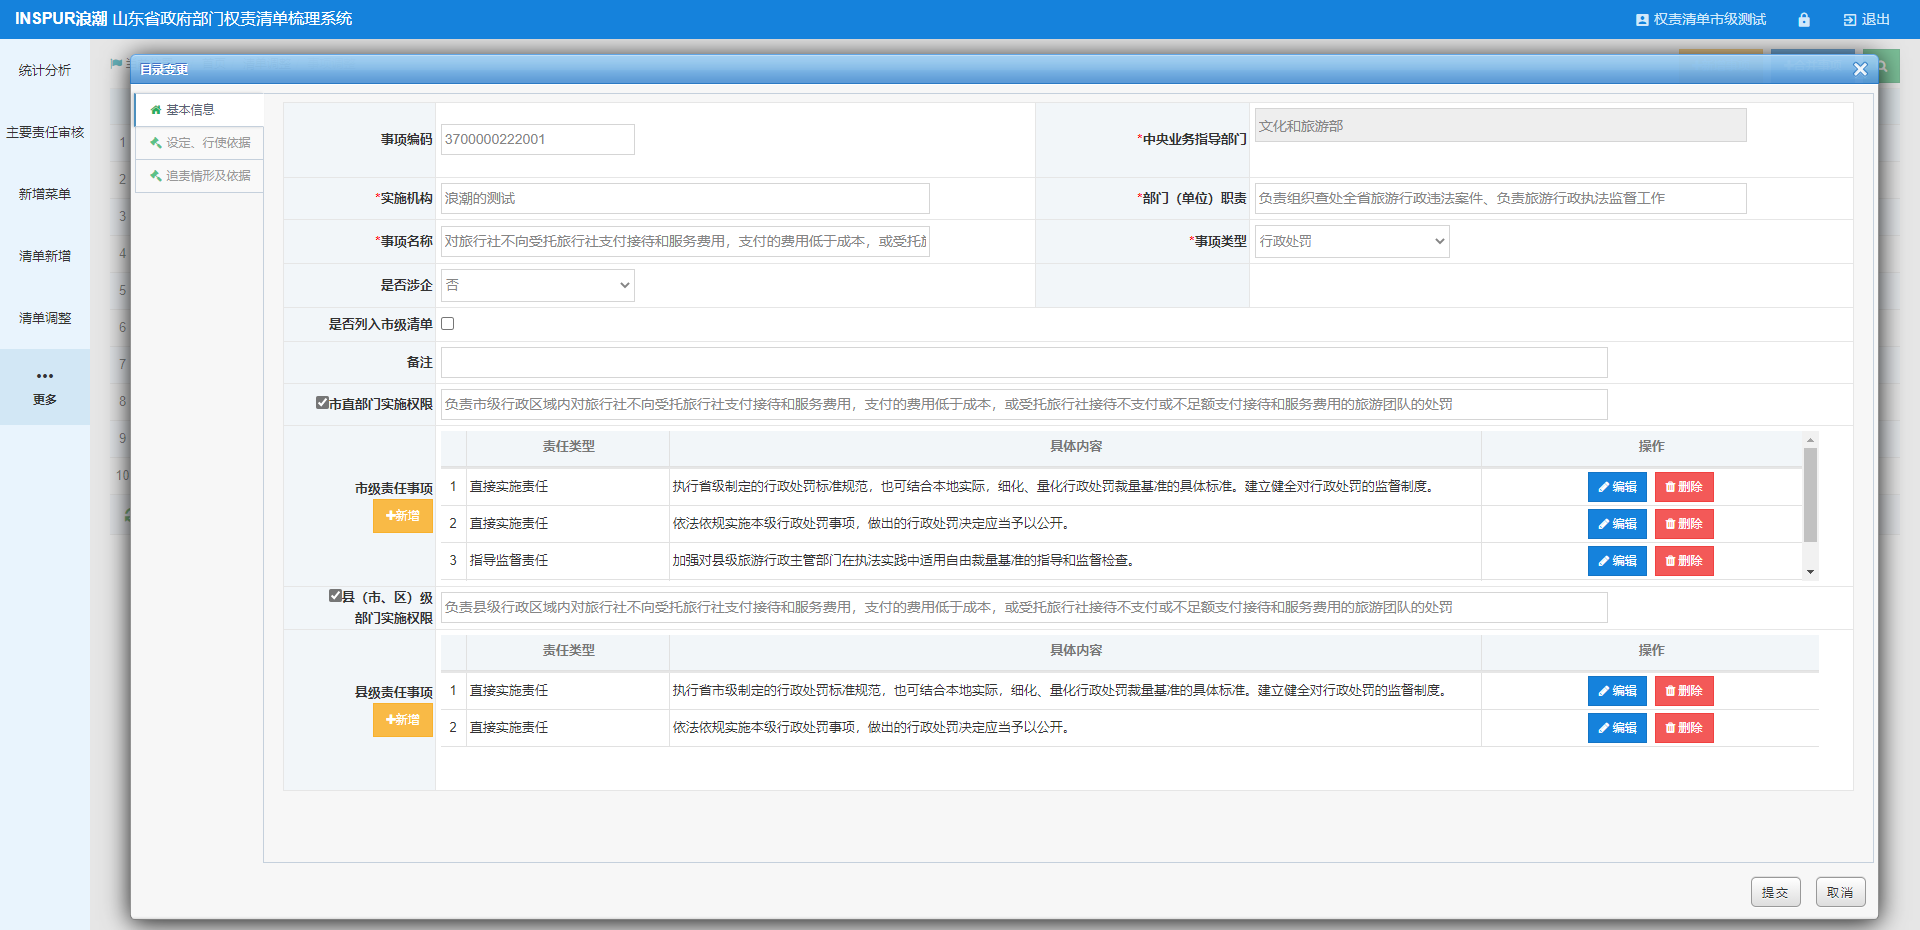 INSPUR浪潮 山东省政府部门权责清单梳理系统
权责清单市级测试
退出
统计分析
主要责任审核
新增菜单
清单新增
清单调整
更多
1
2
3
4
5
6
7
8
9
10
目录变更
基本信息
设定、行使依据
追责情形及依据
事项编码 3700000222001 *中央业务指导部门 文化和旅游部
*实施机构 浪潮的测试 *部门（单位）职责 负责组织查处全省旅游行政违法案件、负责旅游行政执法监督工作
*事项名称 对旅行社不向受托旅行社支付接待和服务费用，支付的费用低于成本，或受托 *事项类型 行政处罚
是否涉企 否
是否列入市级清单
备注
市直部门实施权限 负责市级行政区域内对旅行社不向受托旅行社支付接待和服务费用，支付的费用低于成本，或受托旅行社接待不支付或不足额支付接待和服务费用的旅游团队的处罚
市级责任事项
新增
责任类型 具体内容 操作
1 直接实施责任 执行省级制定的行政处罚标准规范，也可结合本地实际，细化、量化行政处罚裁量基准的具体标准。建立健全对行政处罚的监督制度。 编辑 删除
2 直接实施责任 依法依规实施本级行政处罚事项，做出的行政处罚决定应当予以公开。 编辑 删除
3 指导监督责任 加强对县级旅游行政主管部门在执法实践中适用自由裁量基准的指导和监督检查。 编辑 删除
县（市、区）级
部门实施权限
负责县级行政区域内对旅行社不向受托旅行社支付接待和服务费用，支付的费用低于成本，或受托旅行社接待不支付或不足额支付接待和服务费用的旅游团队的处罚
县级责任事项
新增
责任类型 具体内容 操作
1 直接实施责任 执行省市级制定的行政处罚标准规范，也可结合本地实际，细化、量化行政处罚裁量基准的具体标准。建立健全对行政处罚的监督制度。 编辑 删除
2 直接实施责任 依法依规实施本级行政处罚事项，做出的行政处罚决定应当予以公开。 编辑 删除
提交
取消